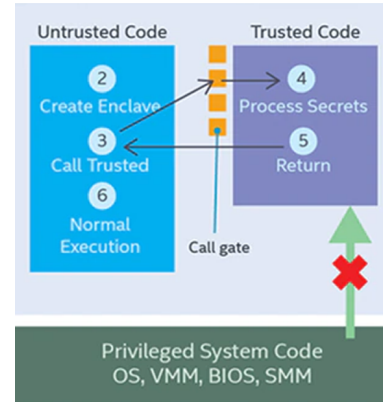 Untrusted Code
Trusted Code
2
Create Enclave
3
Call Trusted
6
Normal
Execution
4
Process Secrets
5
Return
Call gate
Privileged System Code
OS, VMM, BIOS, SMM